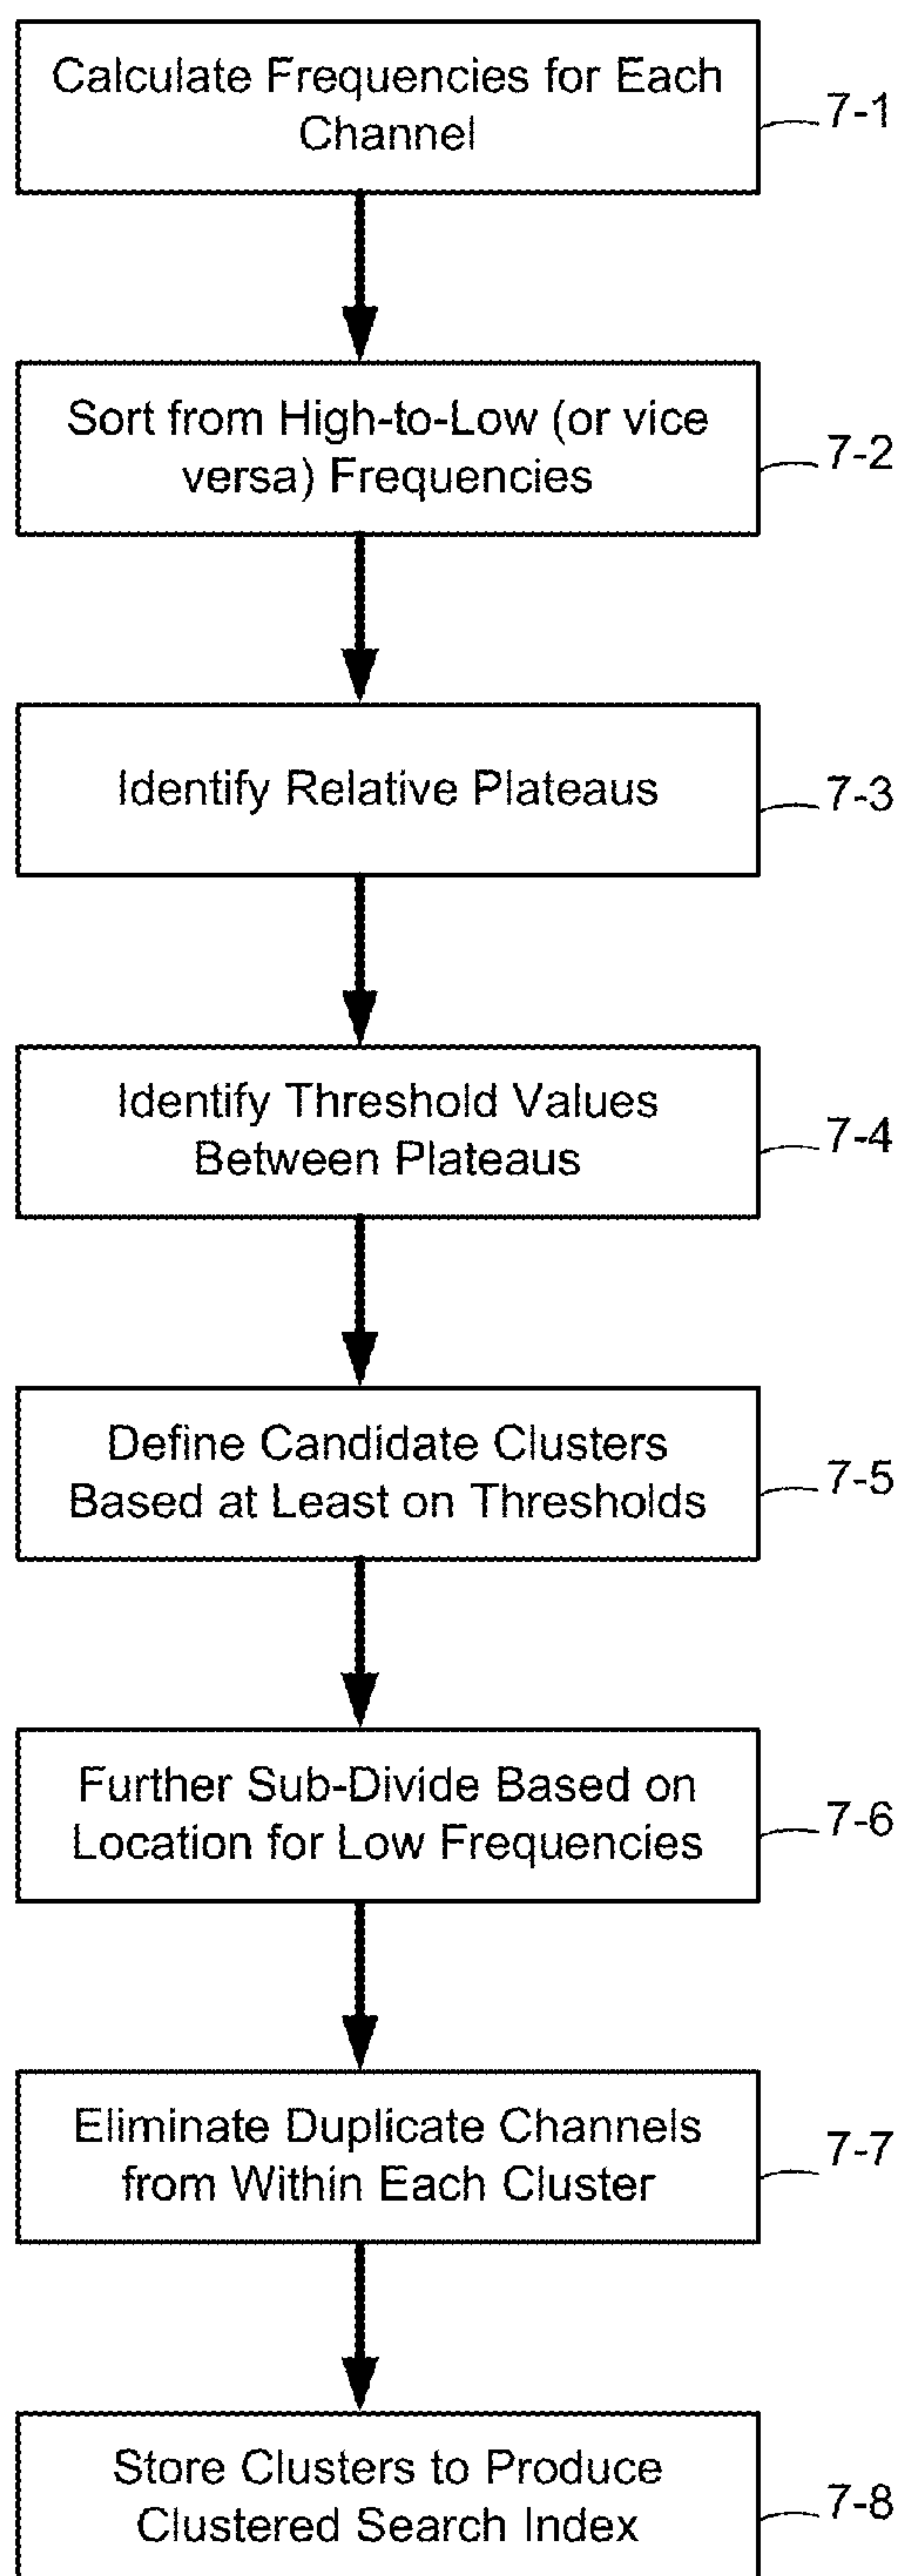 Calculate Frequencies for Each
Channel
7-1
Sort from High-to-Low (or vice
versa) Frequencies
7-2
Identify Relative Plateaus
7-3
Identify Threshold Values
Between Plateaus
7-4
Define Candidate Clusters
Based at Least on Thresholds
7-5
Further Sub-Divide Based on
Location for Low Frequencies
7-6
Eliminate Duplicate Channels
from Within Each Cluster
7-7
Store Clusters to Produce
Clustered Search Index
7-8